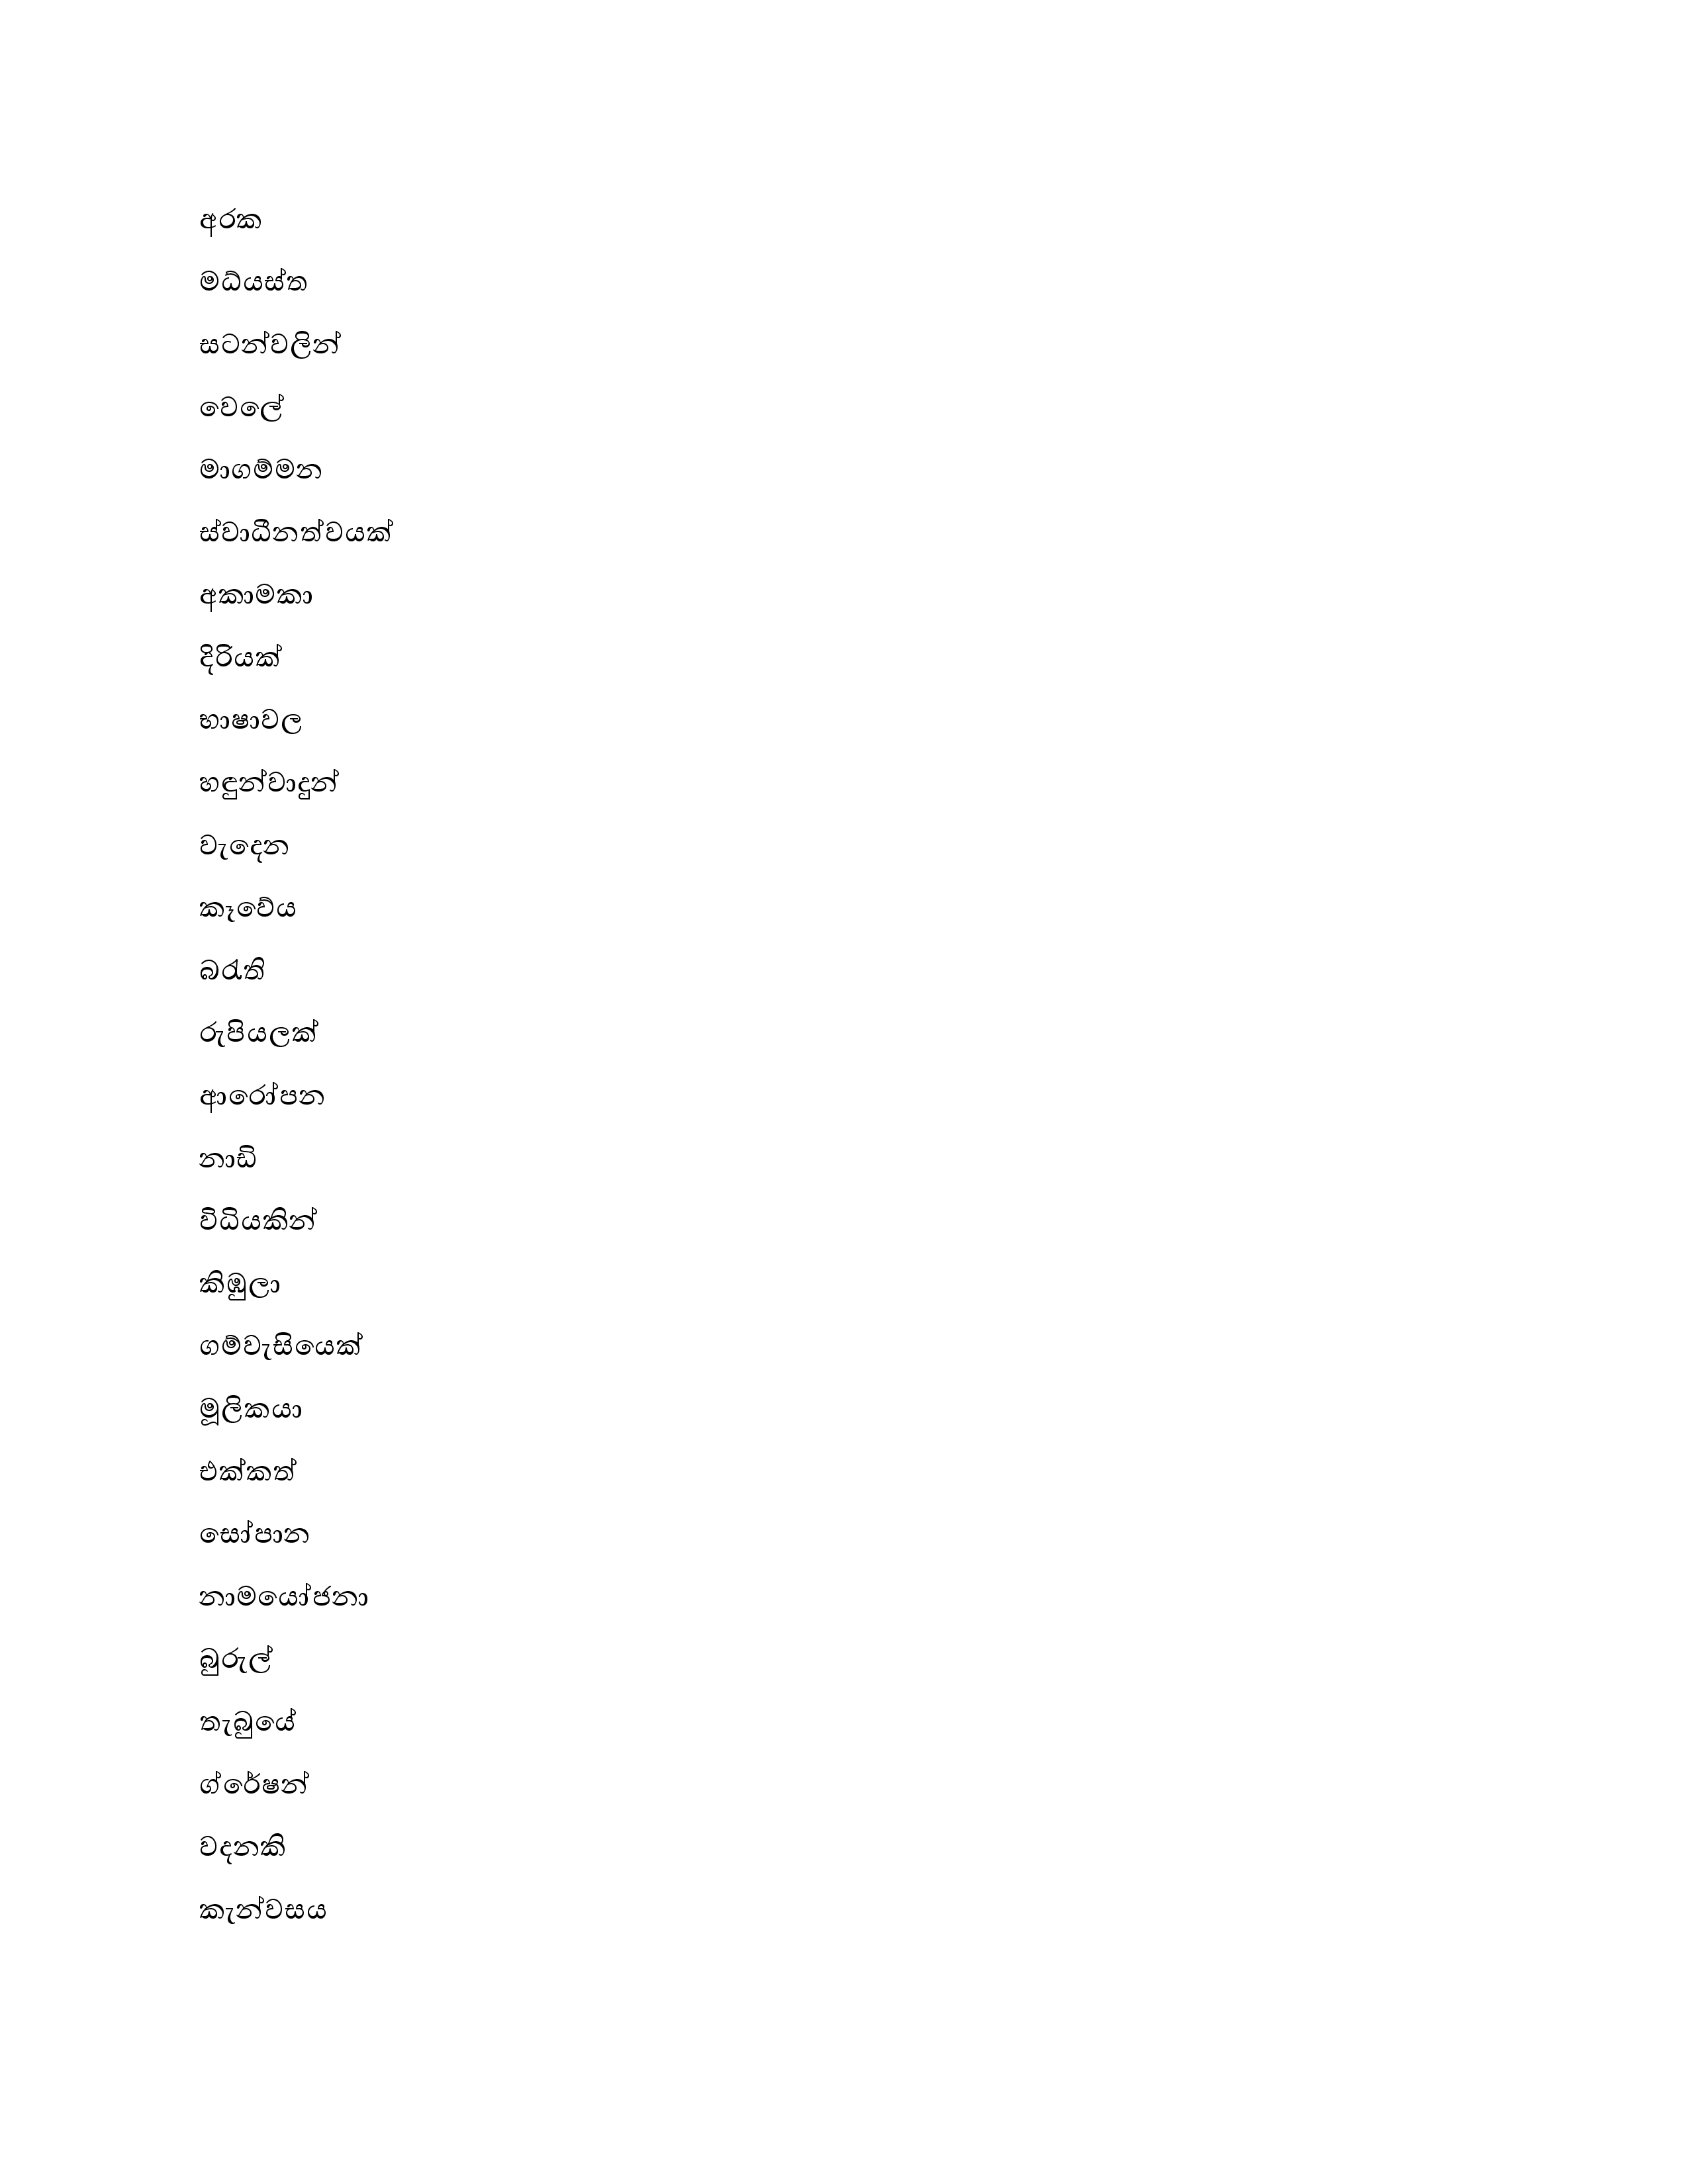 අරක
මධ්යස්ත
සටන්වලින්
වෙලේ
මාගම්මන
ස්වාධීනත්වයක්
අකාමකා
දිරියක්
භාෂාවල
හඳුන්වාදුන්
වැදෙන
කෑවේය
බරැති
රුපියලක්
ආරෝපන
නාඩි
විධියකින්
කිඹුලා
ගම්වැසියෙක්
මූලිකයා
එක්කත්
සෝපාන
නාමයෝජනා
බුරුල්
තැබුයේ
ග්රේෂන්
වදනකි
කැන්වසය